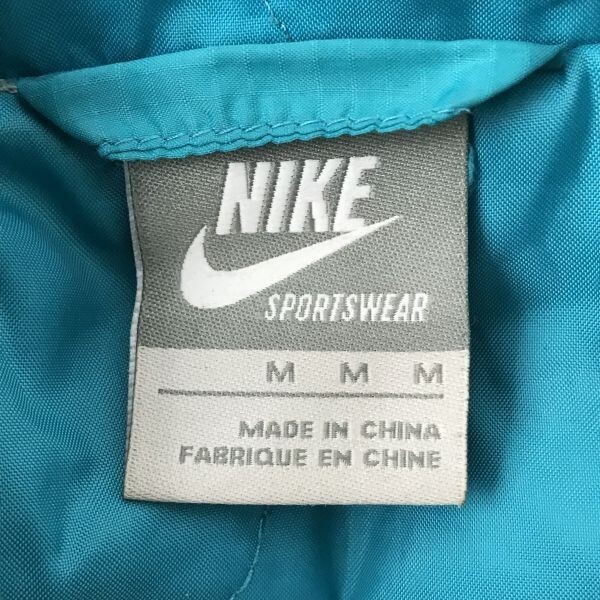 NIKE
SPORTSWEAR
M M M
MADE IN CHINA
FABRIQUE EN CHINE